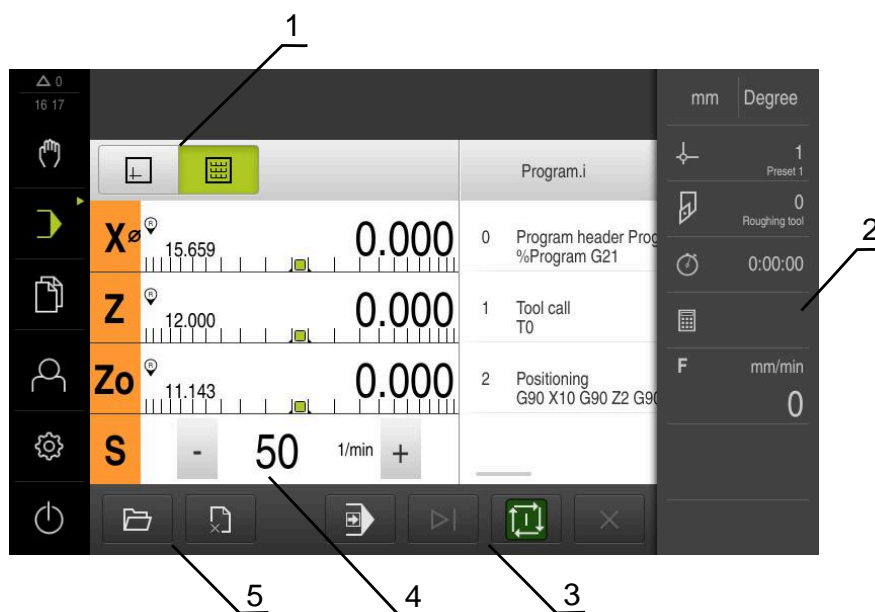 1
0
16 17
mm Degree
Program.i
1
Preset 1
X ⌀ R 15.659 0.000
0 Program header Prog
%Program G21
0
Roughing tool
2
0:00:00
Z R 12.000 0.000
1 Tool call
T0
F mm/min
0
Zo R 11.143 0.000
2 Positioning
G90 X10 G90 Z2 G90
S - 50 1/min +
5 4 3